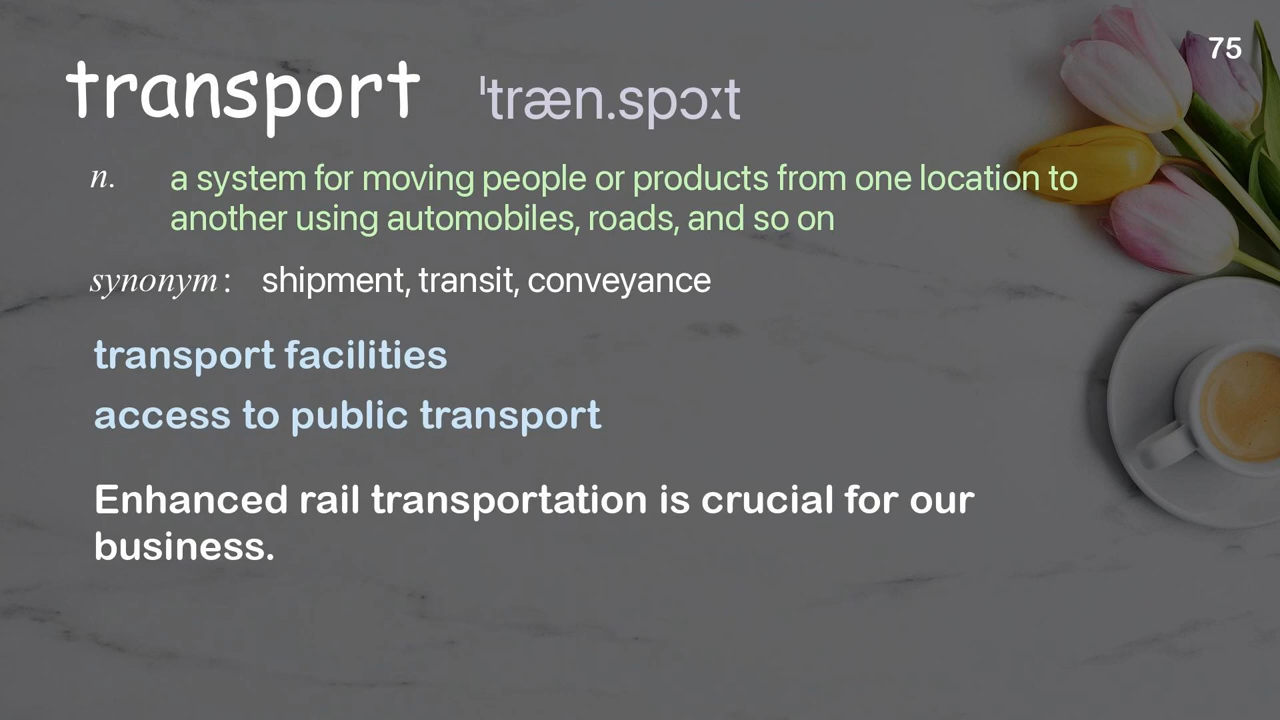 75
transport ˈtræn.spɔːt
n. a system for moving people or products from one location to
another using automobiles, roads, and so on
synonym: shipment, transit, conveyance
transport facilities
access to public transport
Enhanced rail transportation is crucial for our
business.